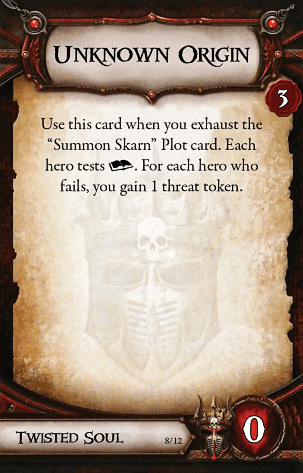 Unknown Origin
3
Use this card when you exhaust the
“Summon Skarn” Plot card. Each
hero tests . For each hero who
fails, you gain 1 threat token.
Twisted Soul
8/12
0